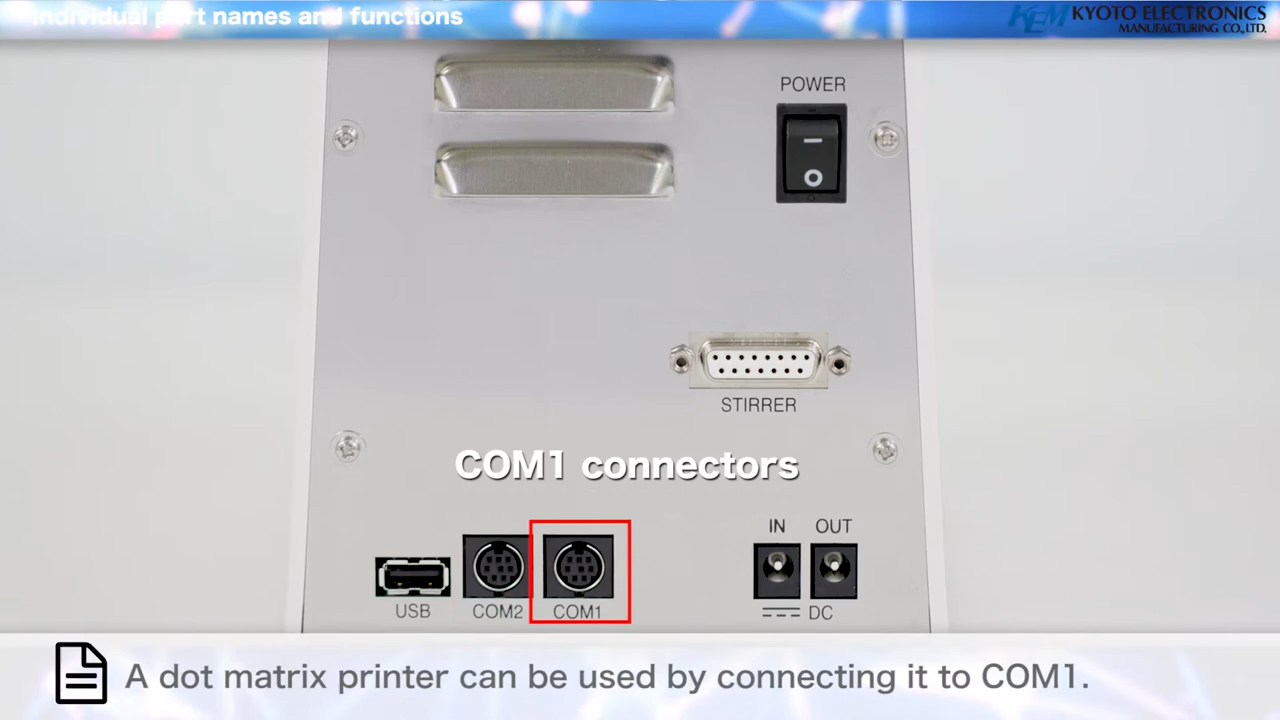 Individual part names and functions
KEM KYOTO ELECTRONICS
MANUFACTURING CO., LTD.
POWER
STIRRER
COM1 connectors
IN OUT
USB COM2 COM1 DC
A dot matrix printer can be used by connecting it to COM1.